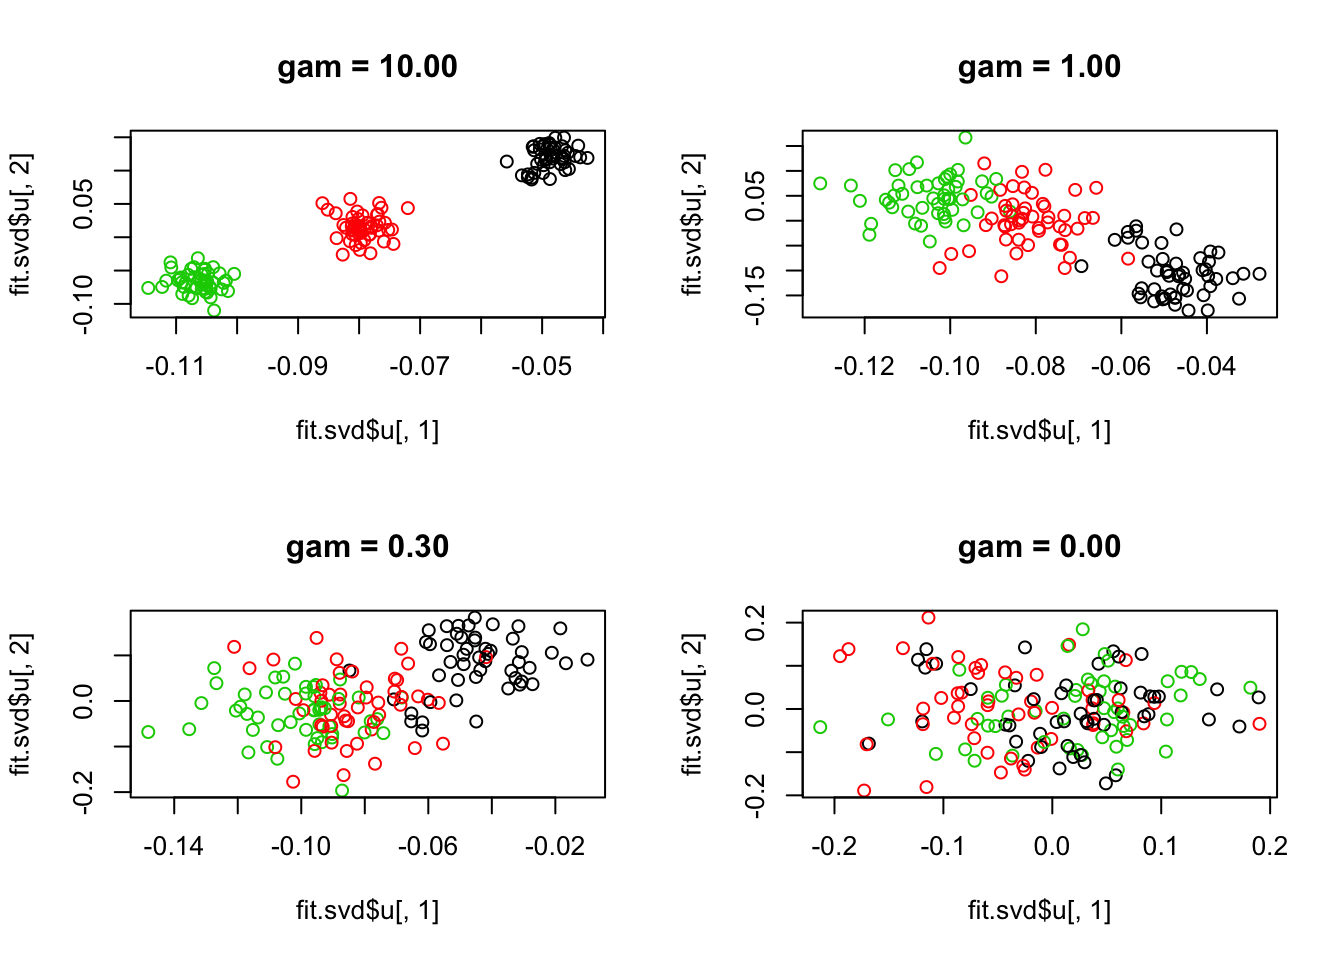 gam = 10.00
fit.svd$u[, 2]
0.05
-0.10
-0.11 -0.09 -0.07 -0.05
fit.svd$u[, 1]
gam = 1.00
fit.svd$u[, 2]
0.05
-0.15
-0.12 -0.10 -0.08 -0.06 -0.04
fit.svd$u[, 1]
gam = 0.30
fit.svd$u[, 2]
0.0
-0.2
-0.14 -0.10 -0.06 -0.02
fit.svd$u[, 1]
gam = 0.00
fit.svd$u[, 2]
0.2
0.0
-0.2
-0.2 -0.1 0.0 0.1 0.2
fit.svd$u[, 1]